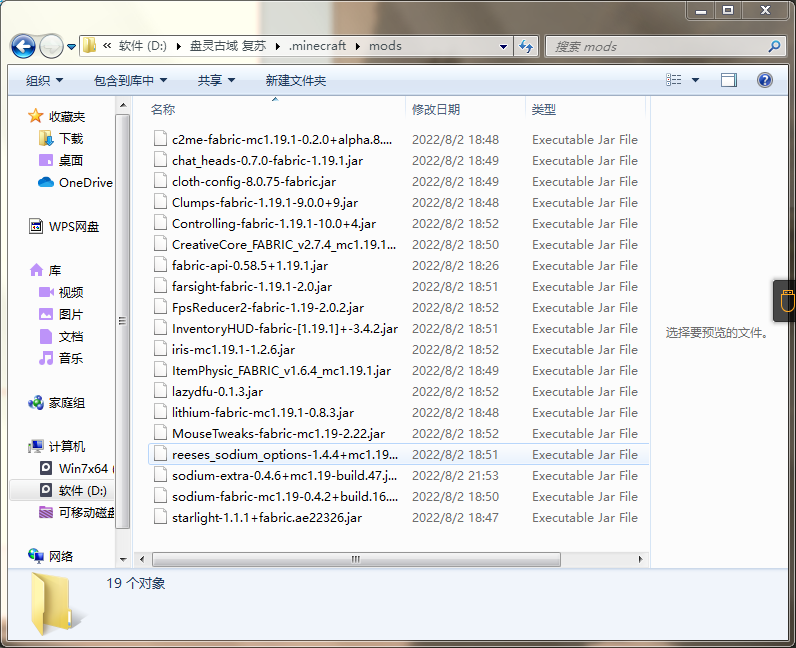 « 软件 (D:) ▸ 盘灵古域 复苏 ▸ .minecraft ▸ mods
搜索 mods
组织 包含到库中 共享 新建文件夹
收藏夹
下载
桌面
OneDrive
WPS网盘
库
视频
图片
文档
音乐
家庭组
计算机
Win7x64 (
软件 (D:)
可移动磁盘
网络
名称 修改日期 类型
c2me-fabric-mc1.19.1-0.2.0+alpha.8.... 2022/8/2 18:48 Executable Jar File
chat_heads-0.7.0-fabric-1.19.1.jar 2022/8/2 18:49 Executable Jar File
cloth-config-8.0.75-fabric.jar 2022/8/2 18:49 Executable Jar File
Clumps-fabric-1.19.1-9.0.0+9.jar 2022/8/2 18:48 Executable Jar File
Controlling-fabric-1.19.1-10.0+4.jar 2022/8/2 18:52 Executable Jar File
CreativeCore_FABRIC_v2.7.4_mc1.19.1... 2022/8/2 18:50 Executable Jar File
fabric-api-0.58.5+1.19.1.jar 2022/8/2 18:26 Executable Jar File
farsight-fabric-1.19.1-2.0.jar 2022/8/2 18:51 Executable Jar File
FpsReducer2-fabric-1.19-2.0.2.jar 2022/8/2 18:52 Executable Jar File
InventoryHUD-fabric-[1.19.1]+-3.4.2.jar 2022/8/2 18:51 Executable Jar File
iris-mc1.19.1-1.2.6.jar 2022/8/2 18:52 Executable Jar File
ItemPhysic_FABRIC_v1.6.4_mc1.19.1.jar 2022/8/2 18:49 Executable Jar File
lazydfu-0.1.3.jar 2022/8/2 18:52 Executable Jar File
lithium-fabric-mc1.19.1-0.8.3.jar 2022/8/2 18:48 Executable Jar File
MouseTweaks-fabric-mc1.19-2.22.jar 2022/8/2 18:52 Executable Jar File
reeses_sodium_options-1.4.4+mc1.19... 2022/8/2 18:51 Executable Jar File
sodium-extra-0.4.6+mc1.19-build.47.j... 2022/8/2 21:53 Executable Jar File
sodium-fabric-mc1.19-0.4.2+build.16.... 2022/8/2 18:50 Executable Jar File
starlight-1.1.1+fabric.ae22326.jar 2022/8/2 18:47 Executable Jar File
选择要预览的文件。
19 个对象